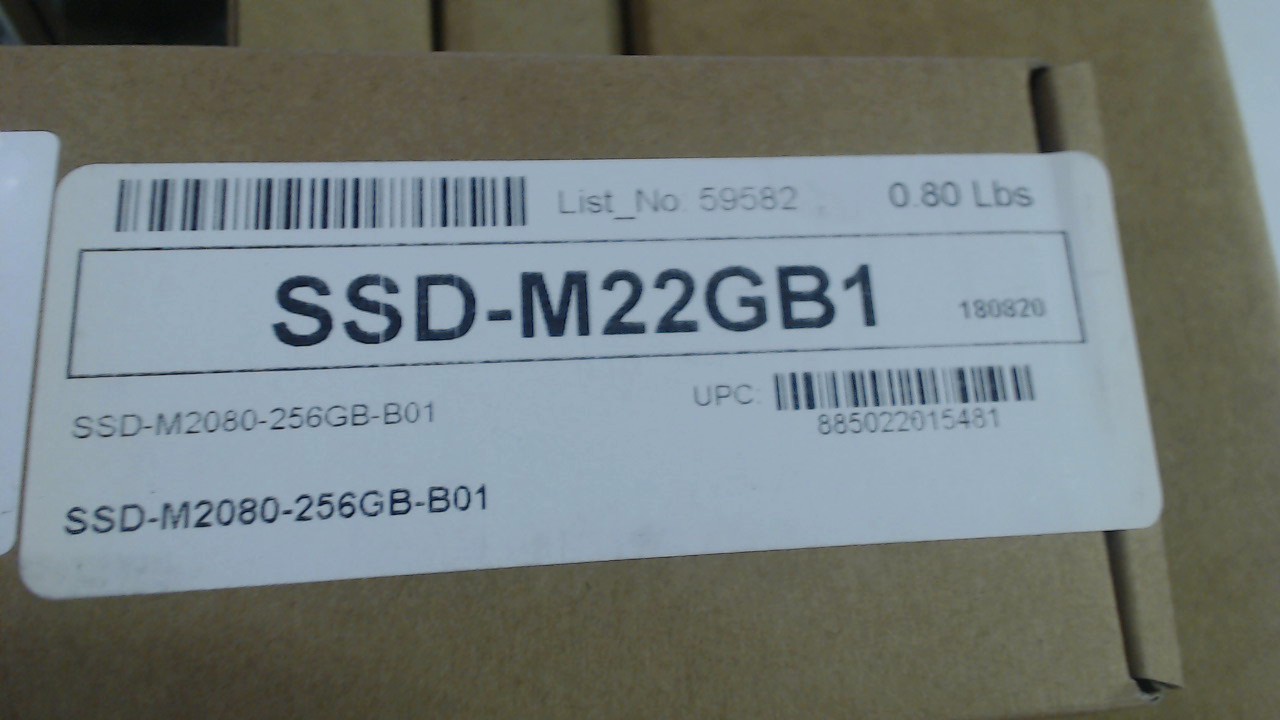 List_No: 59582 0.80 Lbs
SSD-M22GB1 180820
SSD-M2080-256GB-B01 UPC:
885022015481
SSD-M2080-256GB-B01